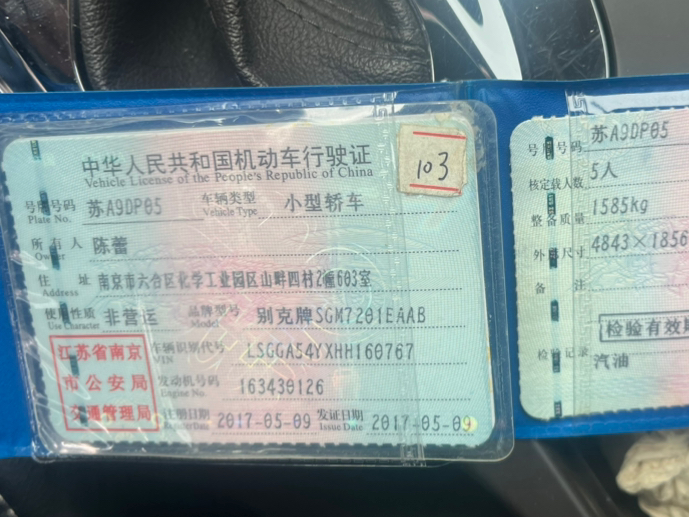 中华人民共和国机动车行驶证
Vehicle License of the People's Republic of China
103
号牌号码 苏A9DP05 车辆类型 小型轿车
Plate No. Vehicle Type
所有人 陈蕾
Owner
住址 南京市六合区化学工业园区山畔四村2幢603室
Address
使用性质 非营运 品牌型号 别克牌SGM7201EAAB
Use Character Model
江苏省南京
市公安局
交通管理局
车辆识别代号 LSGGA54YXHH160767
VIN
发动机号码 163430126
Engine No.
注册日期 2017-05-09 发证日期 2017-05-09
Register Date Issue Date
号牌号码 苏A9DP05
核定载人数 5人
整备质量 1585kg
外廓尺寸 4843×1856
备注
检验有效期
检验记录
汽油